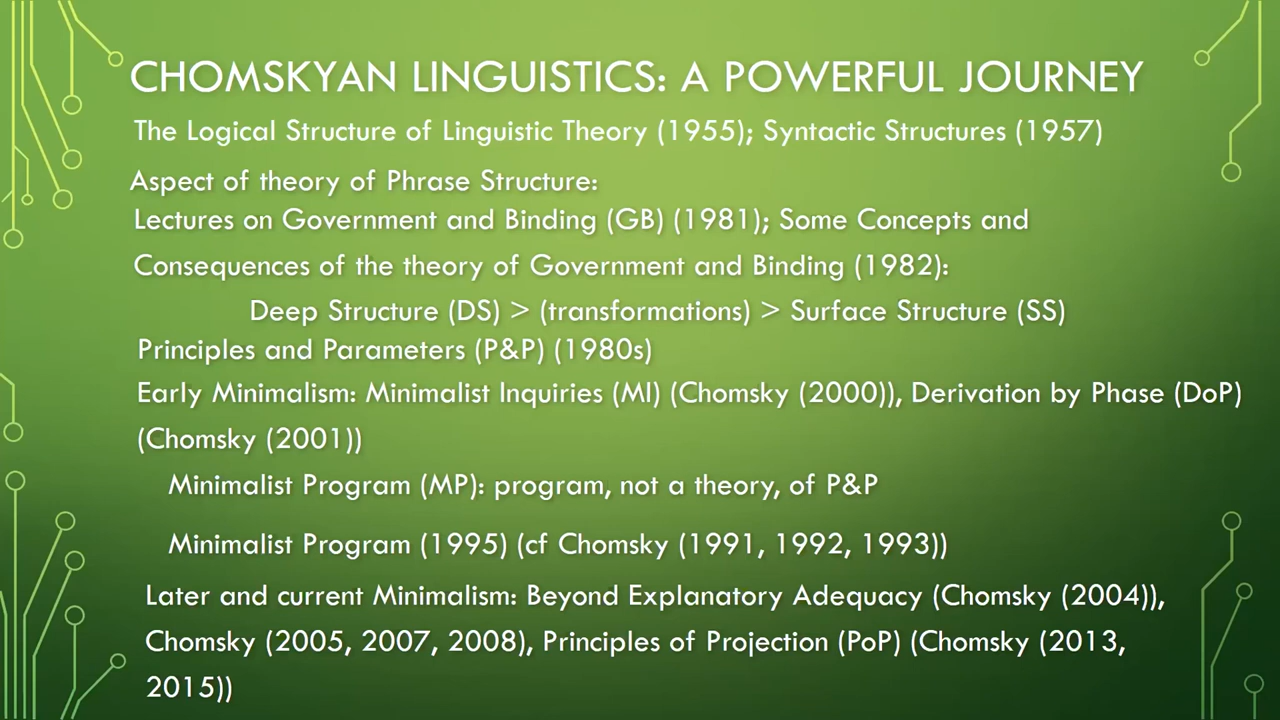 CHOMSKYAN LINGUISTICS: A POWERFUL JOURNEY
The Logical Structure of Linguistic Theory (1955); Syntactic Structures (1957)
Aspect of theory of Phrase Structure:
Lectures on Government and Binding (GB) (1981); Some Concepts and
Consequences of the theory of Government and Binding (1982):
Deep Structure (DS) > (transformations) > Surface Structure (SS)
Principles and Parameters (P&P) (1980s)
Early Minimalism: Minimalist Inquiries (MI) (Chomsky (2000)), Derivation by Phase (DoP)
(Chomsky (2001))
Minimalist Program (MP): program, not a theory, of P&P
Minimalist Program (1995) (cf Chomsky (1991, 1992, 1993))
Later and current Minimalism: Beyond Explanatory Adequacy (Chomsky (2004)),
Chomsky (2005, 2007, 2008), Principles of Projection (PoP) (Chomsky (2013,
2015))